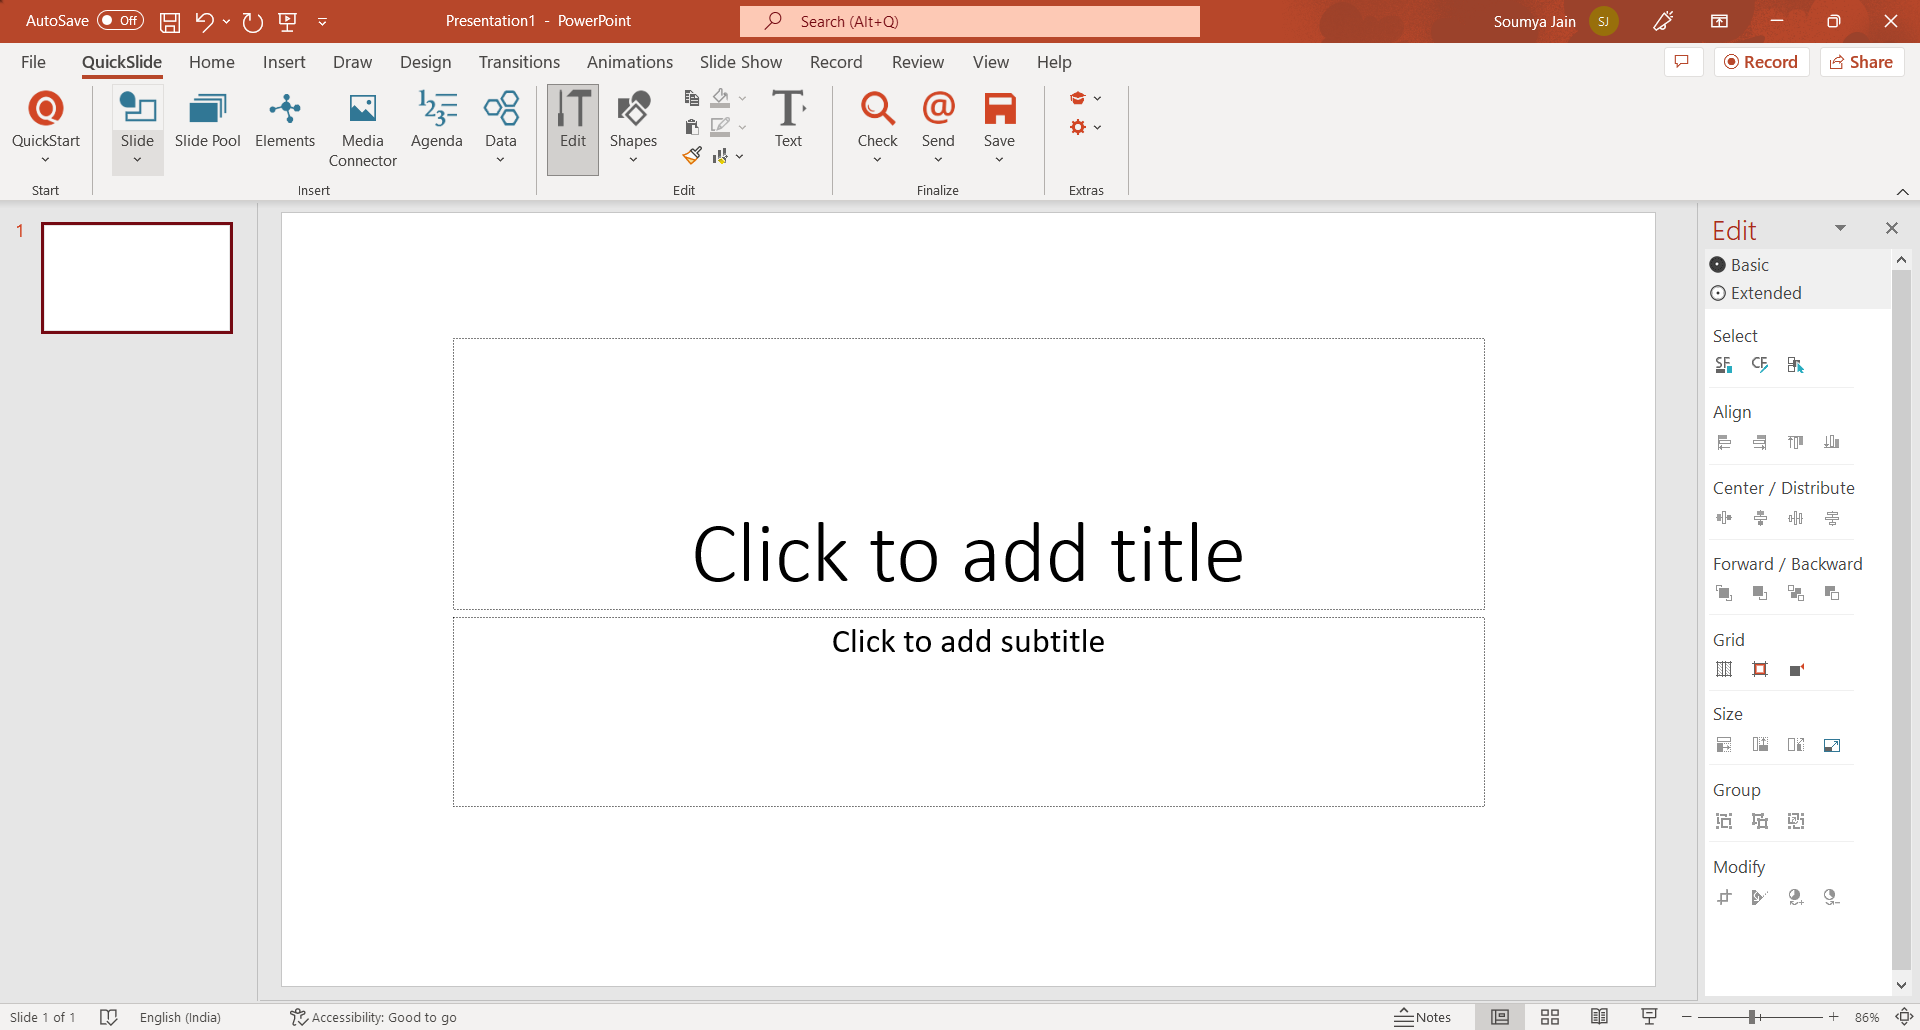 AutoSave Off
Presentation1 - PowerPoint
Search (Alt+Q)
Soumya Jain SJ
File QuickSlide Home Insert Draw Design Transitions Animations Slide Show Record Review View Help
Record Share
QuickStart
Slide
Slide Pool
Elements
Media
Connector
Agenda
Data
Edit
Shapes
Text
Check
Send
Save
Start Insert Edit Finalize Extras
1
Click to add title
Click to add subtitle
Edit
Basic
Extended
Select
SF CF
Align
Center / Distribute
Forward / Backward
Grid
Size
Group
Modify
Slide 1 of 1 English (India) Accessibility: Good to go Notes 86%